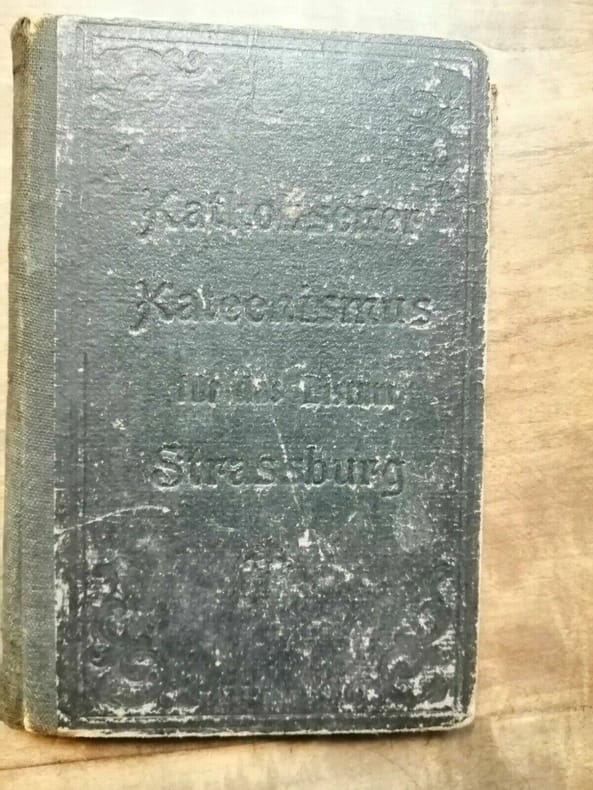 Katholischer
Katechismus
für das Bistum
Strassburg